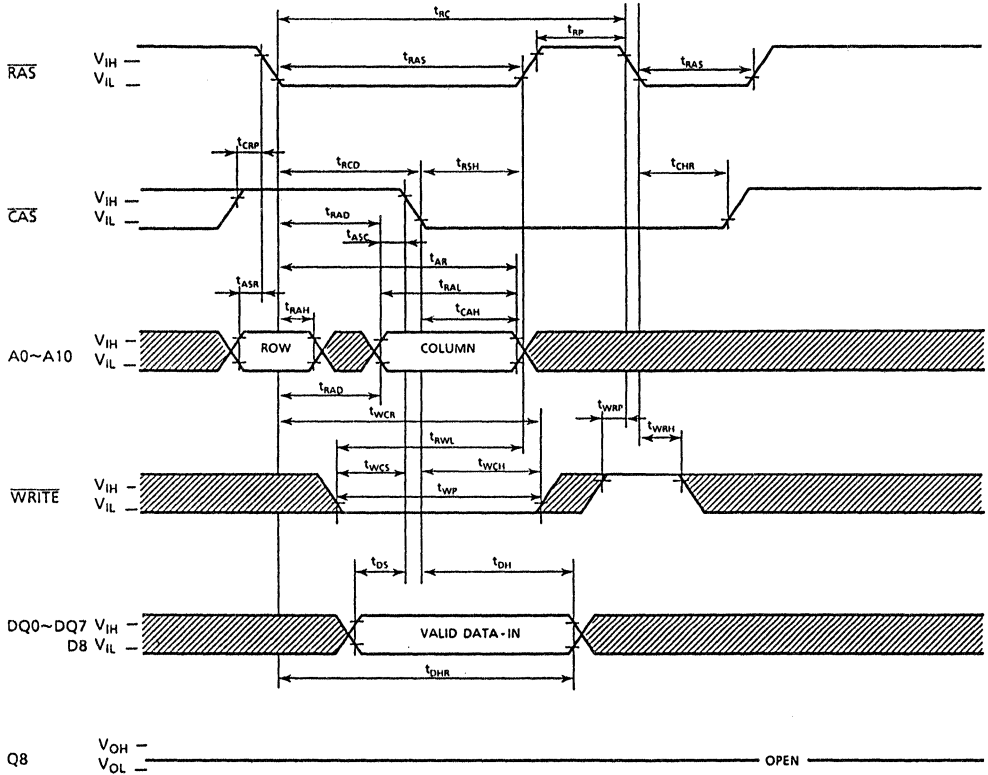 tRC
tRP
RAS
VIH
VIL
tRAS
tRAS
tCRP
tRCD
tRSH
tCHR
CAS
VIH
VIL
tRAD
tASC
tAR
tASR
tRAL
tRAH
tCAH
A0~A10
VIH
VIL
ROW
COLUMN
tRAD
tWCR
tWRP
tRWL
tWRH
tWCS
tWCH
WRITE
VIH
VIL
tWP
tDS
tDH
DQ0~DQ7 VIH
D8 VIL
VALID DATA-IN
tDHR
Q8
VOH
VOL
OPEN